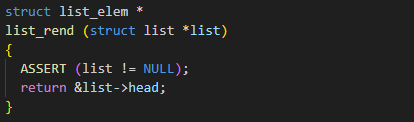 struct list_elem *
list_rend (struct list *list)
{
  ASSERT (list != NULL);
  return &list->head;
}